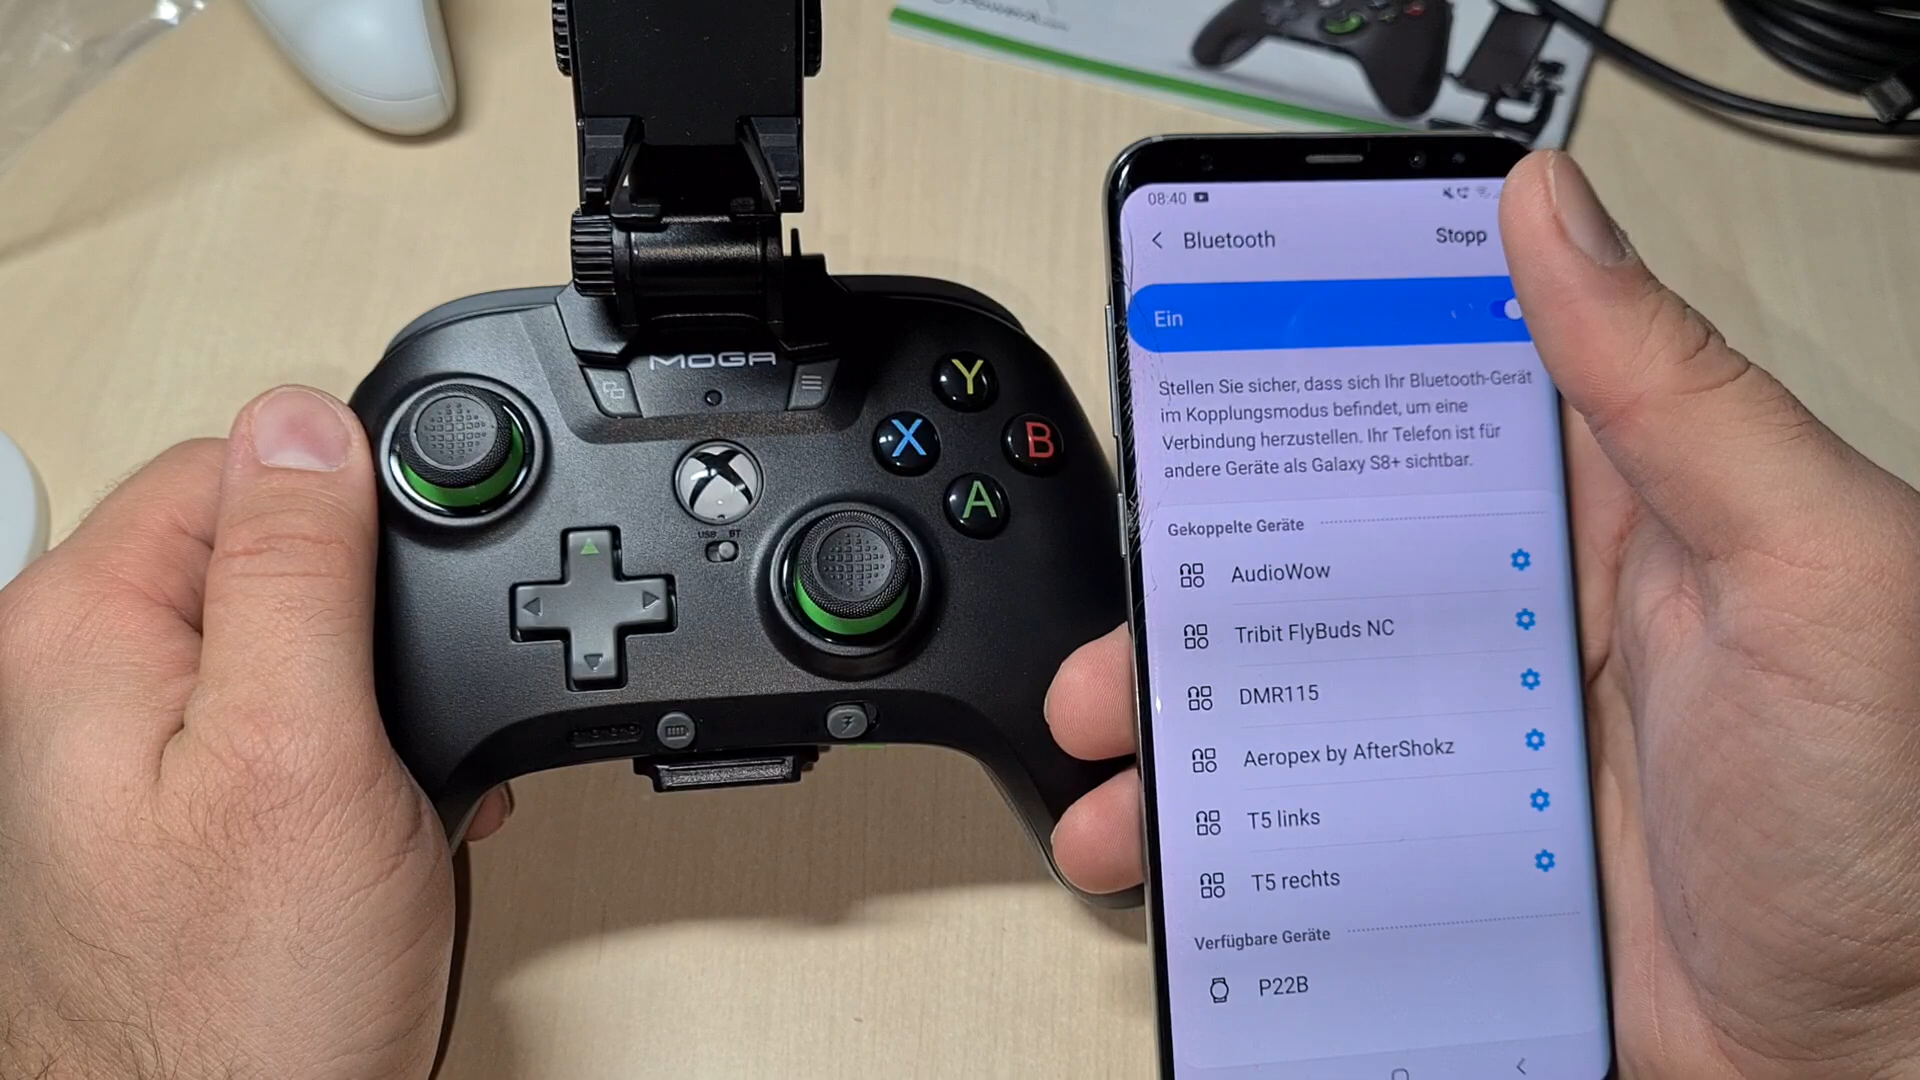 MOGA
Y
X
B
A
USB BT
08:40
Bluetooth
Stopp
Ein
Stellen Sie sicher, dass sich Ihr Bluetooth-Gerät
im Kopplungsmodus befindet, um eine
Verbindung herzustellen. Ihr Telefon ist für
andere Geräte als Galaxy S8+ sichtbar.
Gekoppelte Geräte
AudioWow
Tribit FlyBuds NC
DMR115
Aeropex by AfterShokz
T5 links
T5 rechts
Verfügbare Geräte
P22B